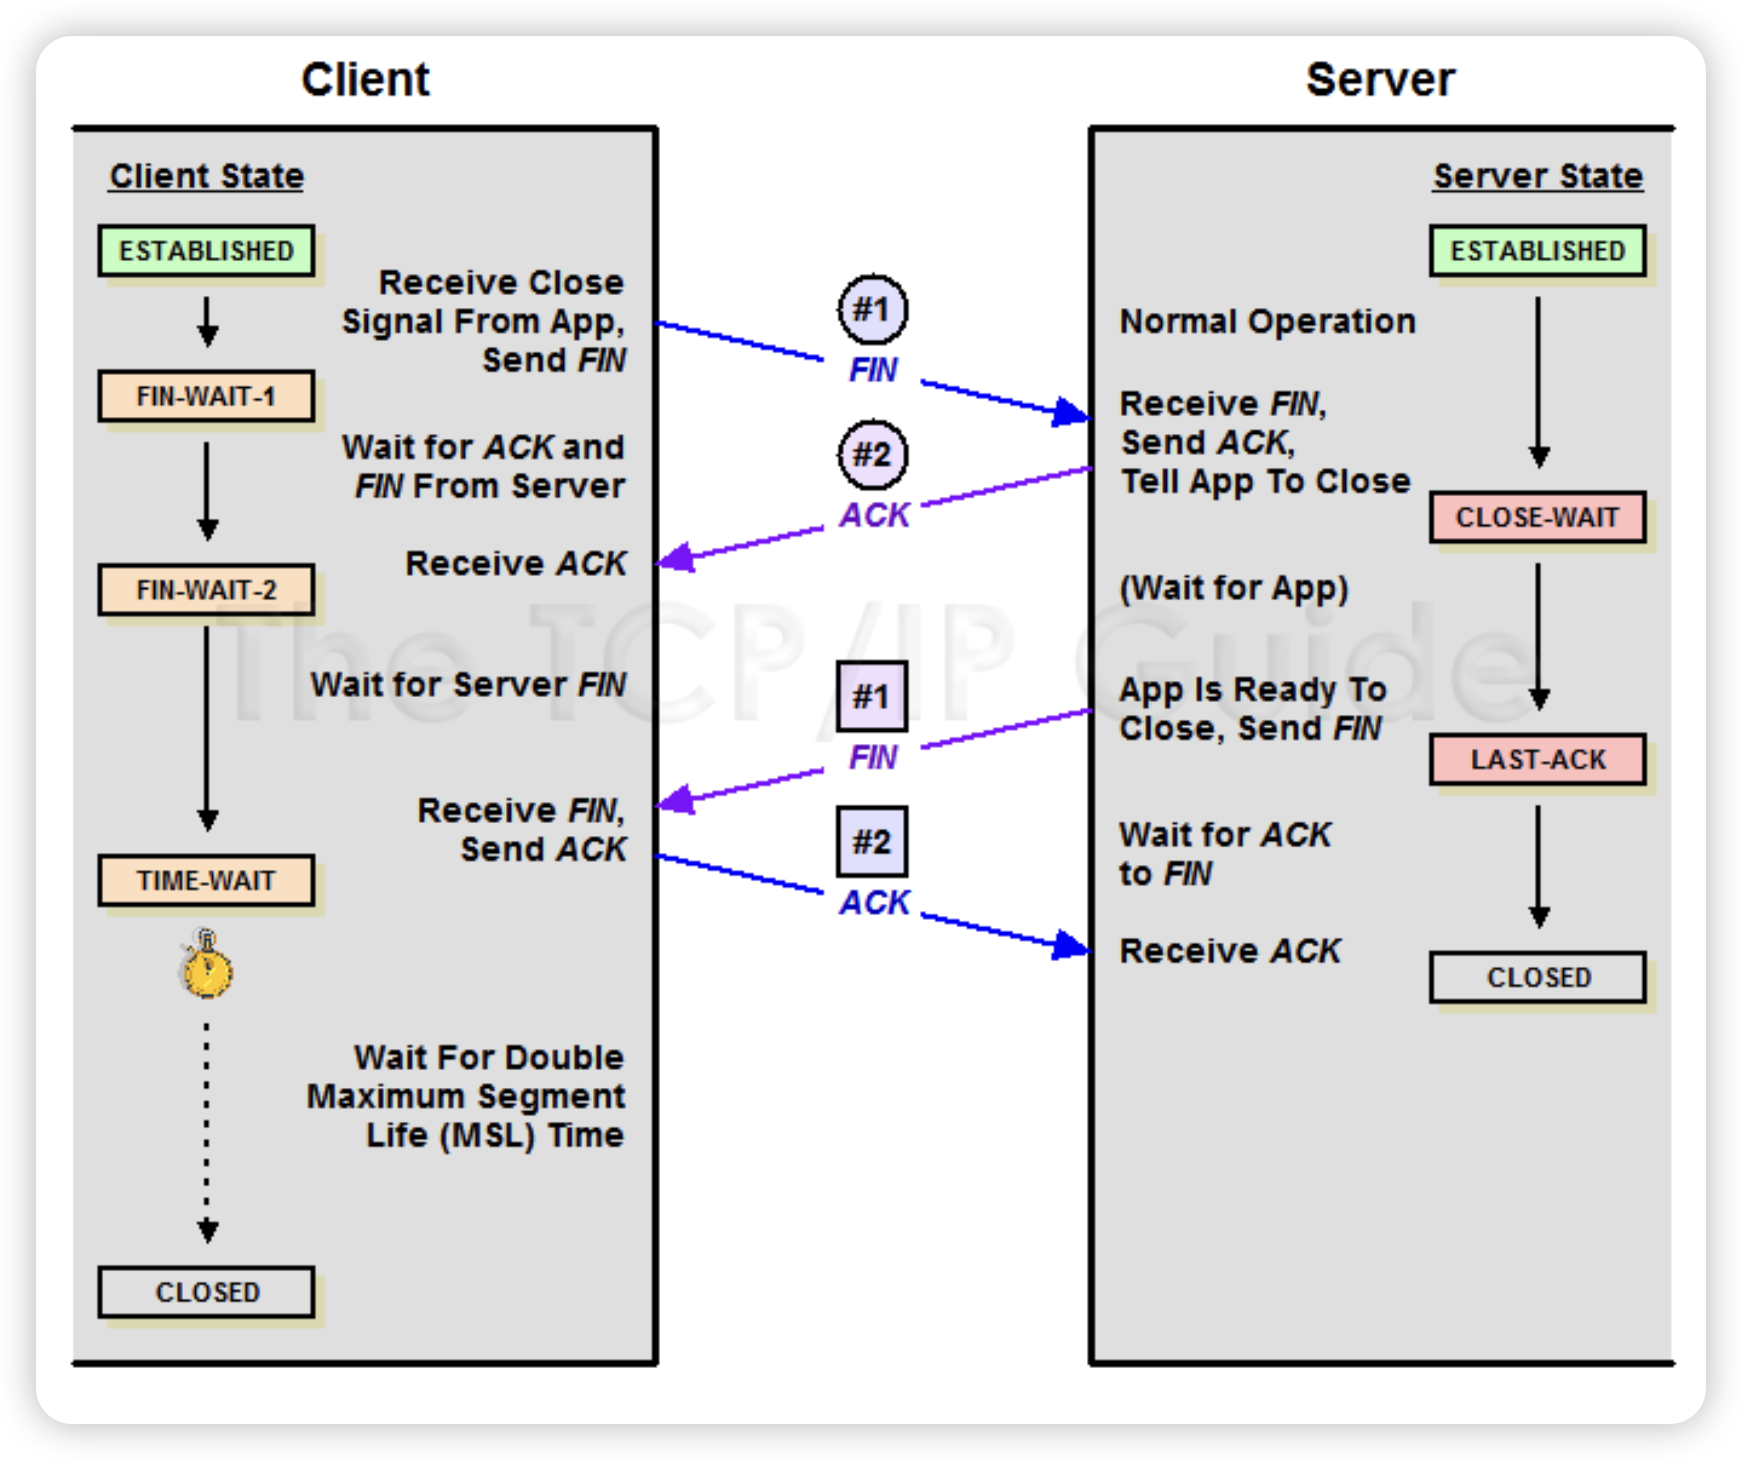 Client
Server
Client State
ESTABLISHED
Receive Close
Signal From App,
Send FIN
FIN-WAIT-1
Wait for ACK and
FIN From Server
Receive ACK
FIN-WAIT-2
Wait for Server FIN
Receive FIN,
Send ACK
TIME-WAIT
Wait For Double
Maximum Segment
Life (MSL) Time
CLOSED
#1
FIN
#2
ACK
#1
FIN
#2
ACK
Server State
ESTABLISHED
Normal Operation
Receive FIN,
Send ACK,
Tell App To Close
CLOSE-WAIT
(Wait for App)
App Is Ready To
Close, Send FIN
LAST-ACK
Wait for ACK
to FIN
Receive ACK
CLOSED
The TCP/IP Guide